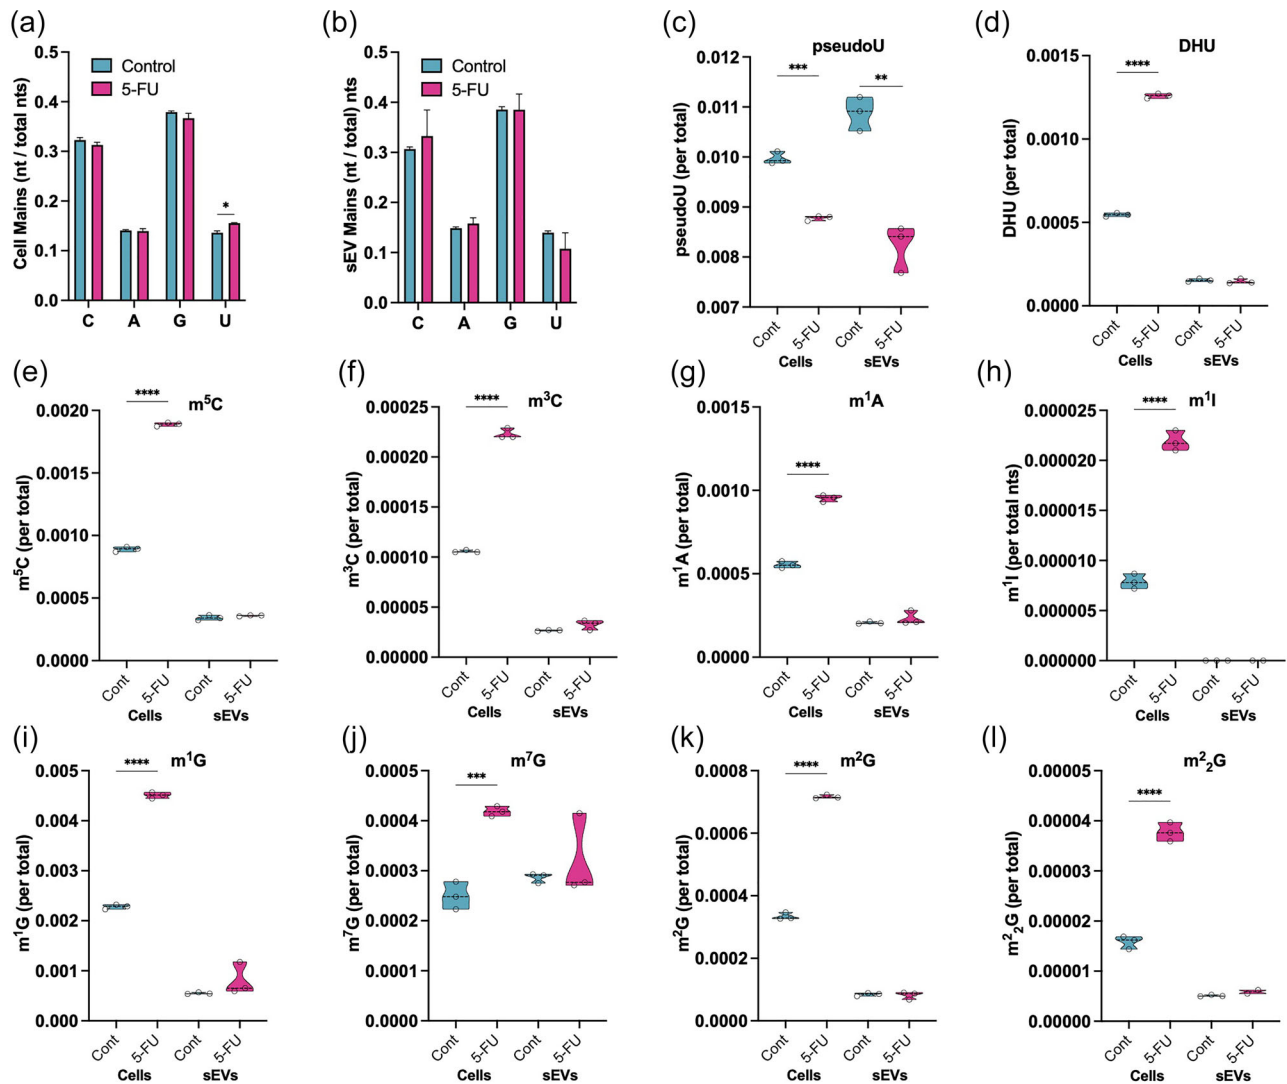 (a)
0.5
0.4
0.3
0.2
0.1
0.0
Cell Mains (nt / total) nts
Control
5-FU
*
C A G U
(b)
0.5
0.4
0.3
0.2
0.1
0.0
sEV Mains (nt / total) nts
Control
5-FU
C A G U
(c)
pseudoU
0.012
0.011
0.010
0.009
0.008
0.007
pseudoU (per total)
*** **
Cont 5-FU Cont 5-FU
Cells sEVs
(d)
DHU
0.0015
0.0010
0.0005
0.0000
DHU (per total)
****
Cont 5-FU Cont 5-FU
Cells sEVs
(e)
m⁵C
0.0020
0.0015
0.0010
0.0005
0.0000
m⁵C (per total)
****
Cont 5-FU Cont 5-FU
Cells sEVs
(f)
m³C
0.00025
0.00020
0.00015
0.00010
0.00005
0.00000
m³C (per total)
****
Cont 5-FU Cont 5-FU
Cells sEVs
(g)
m¹A
0.0015
0.0010
0.0005
0.0000
m¹A (per total)
****
Cont 5-FU Cont 5-FU
Cells sEVs
(h)
m¹I
0.000025
0.000020
0.000015
0.000010
0.000005
0.000000
m¹I (per total nts)
****
Cont 5-FU Cont 5-FU
Cells sEVs
(i)
m¹G
0.005
0.004
0.003
0.002
0.001
0.000
m¹G (per total)
****
Cont 5-FU Cont 5-FU
Cells sEVs
(j)
m⁷G
0.0005
0.0004
0.0003
0.0002
0.0001
0.0000
m⁷G (per total)
***
Cont 5-FU Cont 5-FU
Cells sEVs
(k)
m²G
0.0008
0.0006
0.0004
0.0002
0.0000
m²G (per total)
****
Cont 5-FU Cont 5-FU
Cells sEVs
(l)
m²₂G
0.00005
0.00004
0.00003
0.00002
0.00001
0.00000
m²₂G (per total)
****
Cont 5-FU Cont 5-FU
Cells sEVs